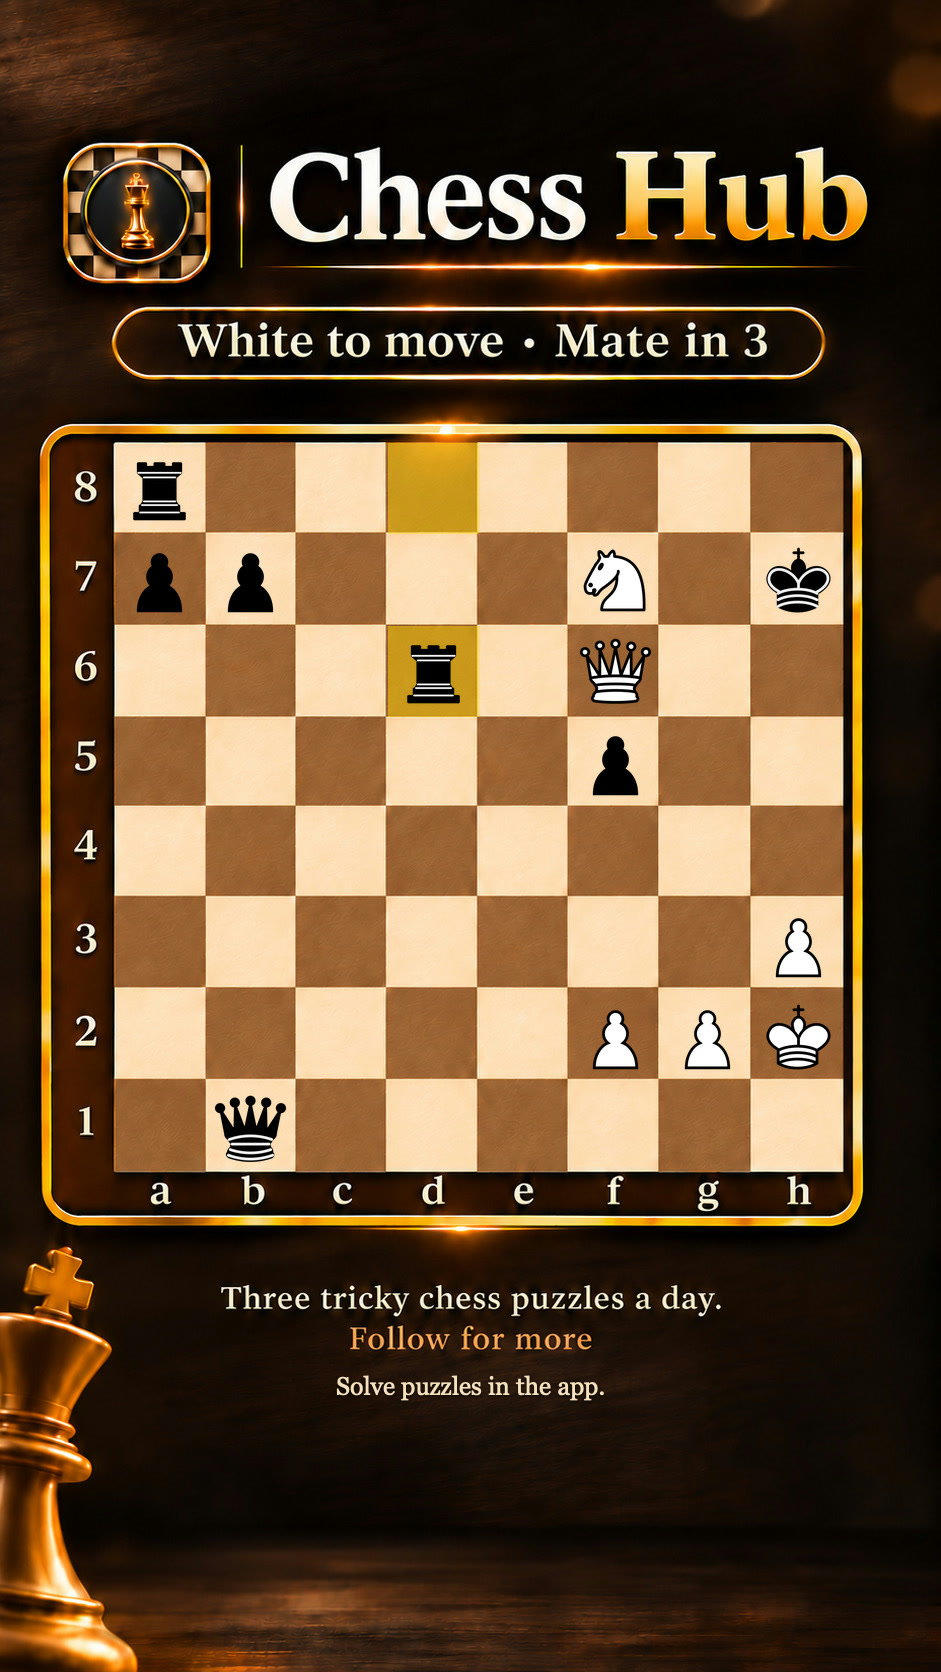 Chess Hub
White to move • Mate in 3
8
7
6
5
4
3
2
1
a b c d e f g h
Three tricky chess puzzles a day.
Follow for more
Solve puzzles in the app.